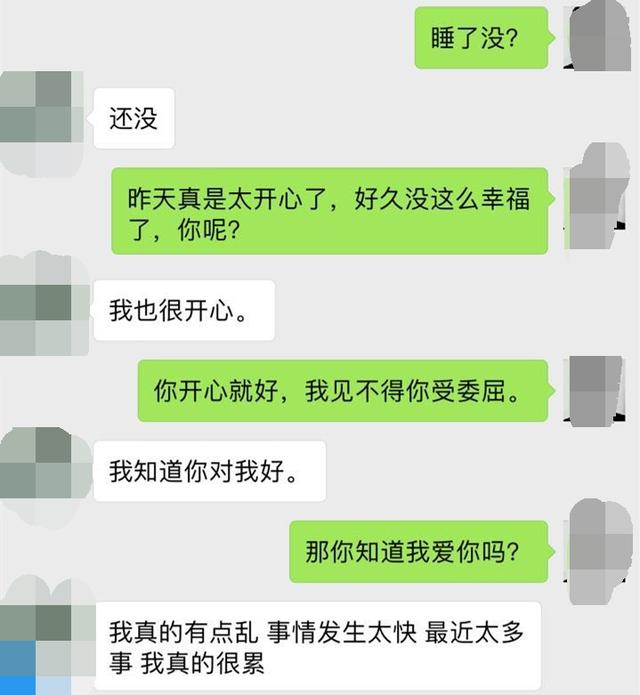 睡了没？
还没
昨天真是太开心了，好久没这么幸福
了，你呢？
我也很开心。
你开心就好，我见不得你受委屈。
我知道你对我好。
那你知道我爱你吗？
我真的有点乱 事情发生太快 最近太多
事 我真的很累